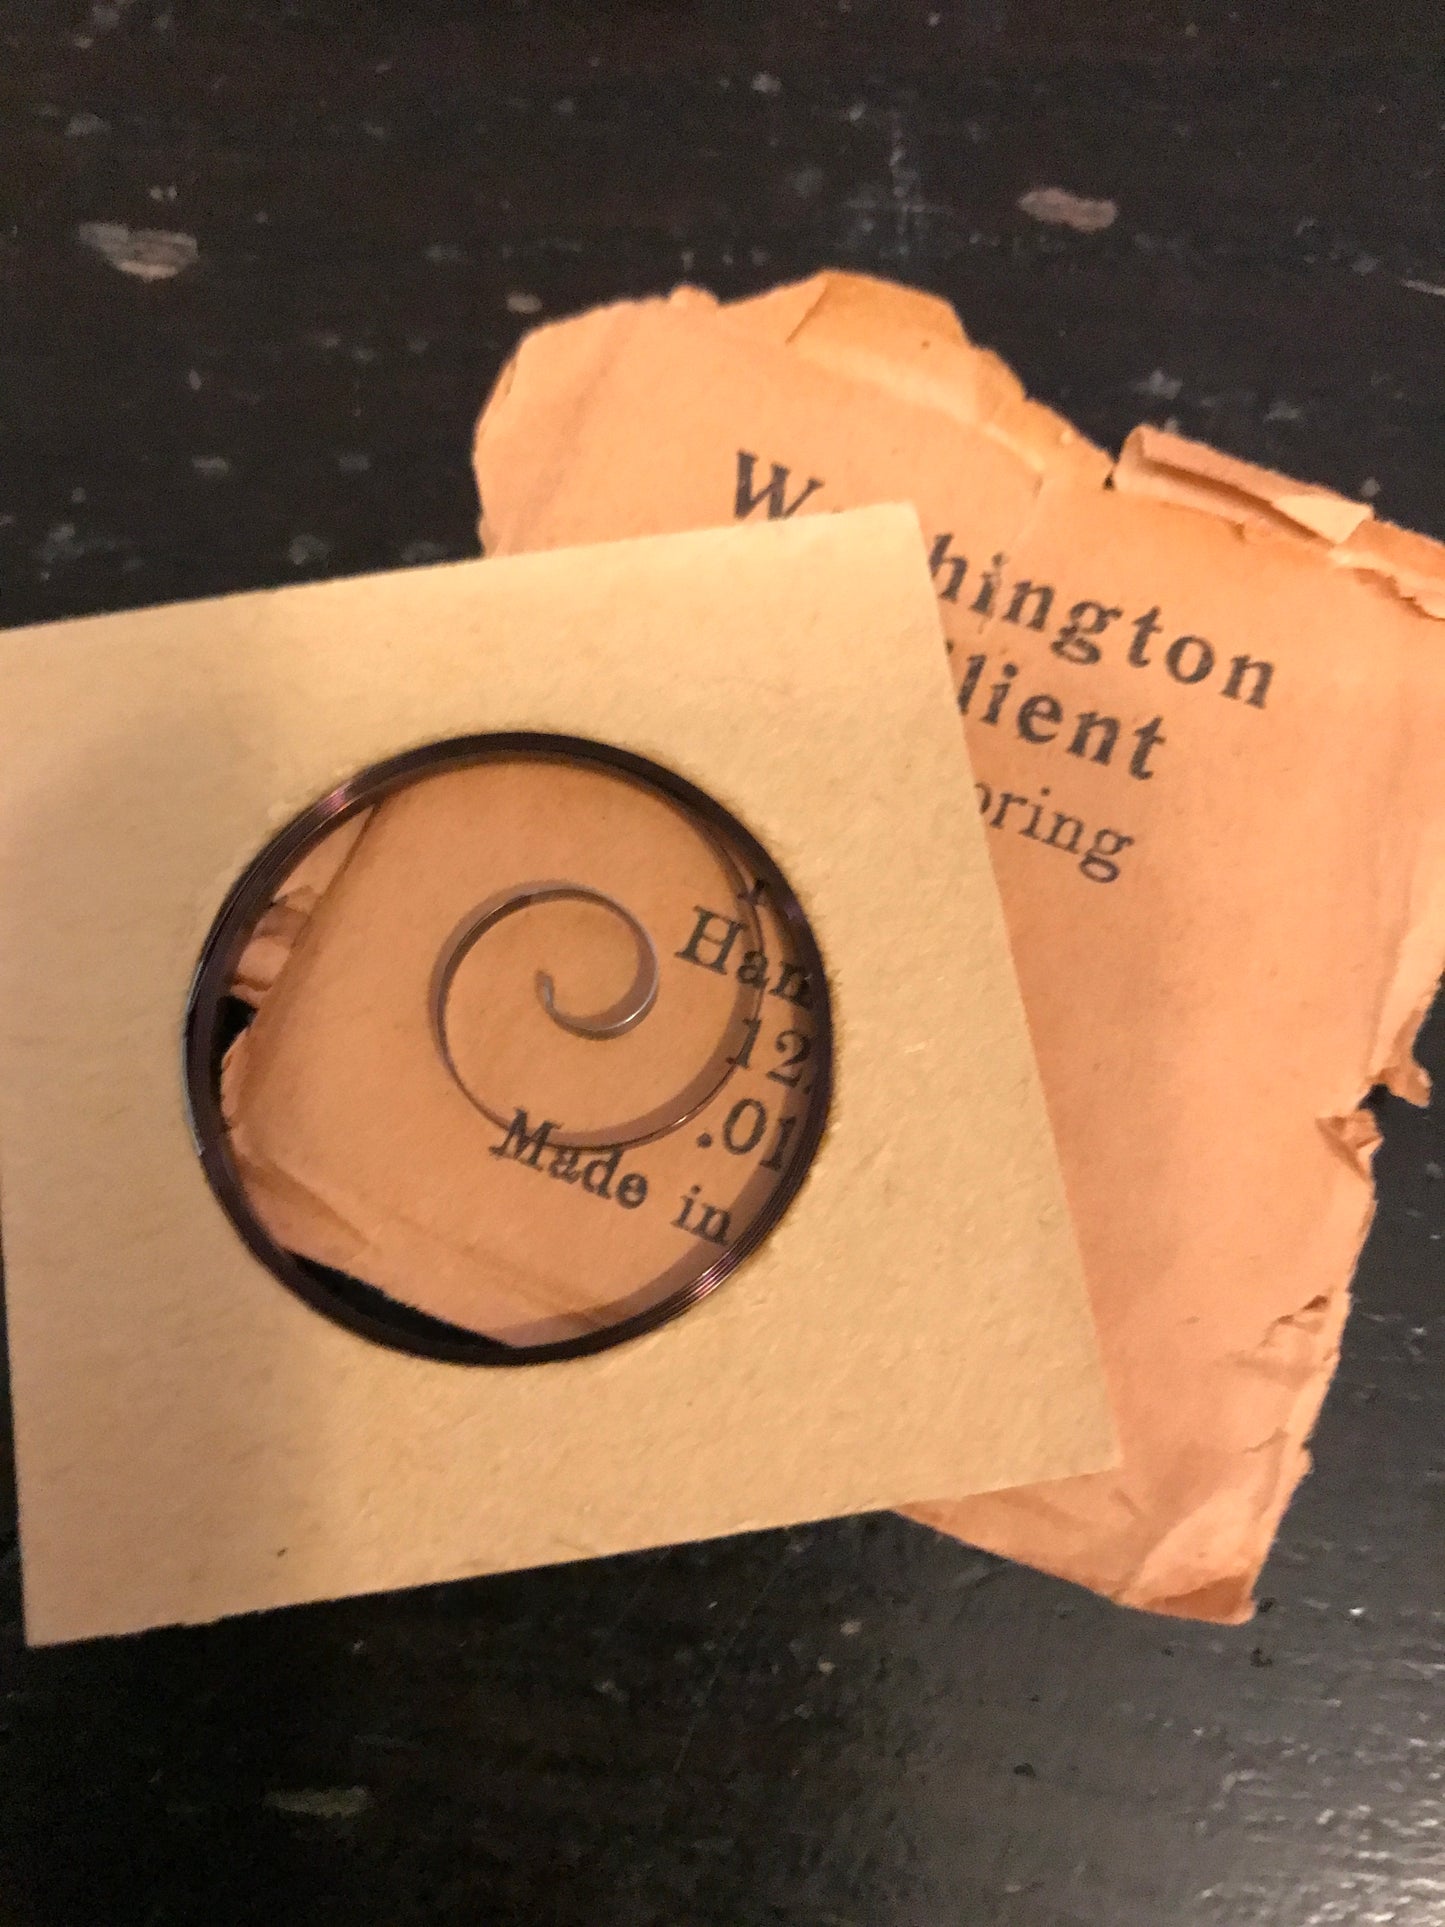 hington
lient
pring
Ham
12.
.01
Made in